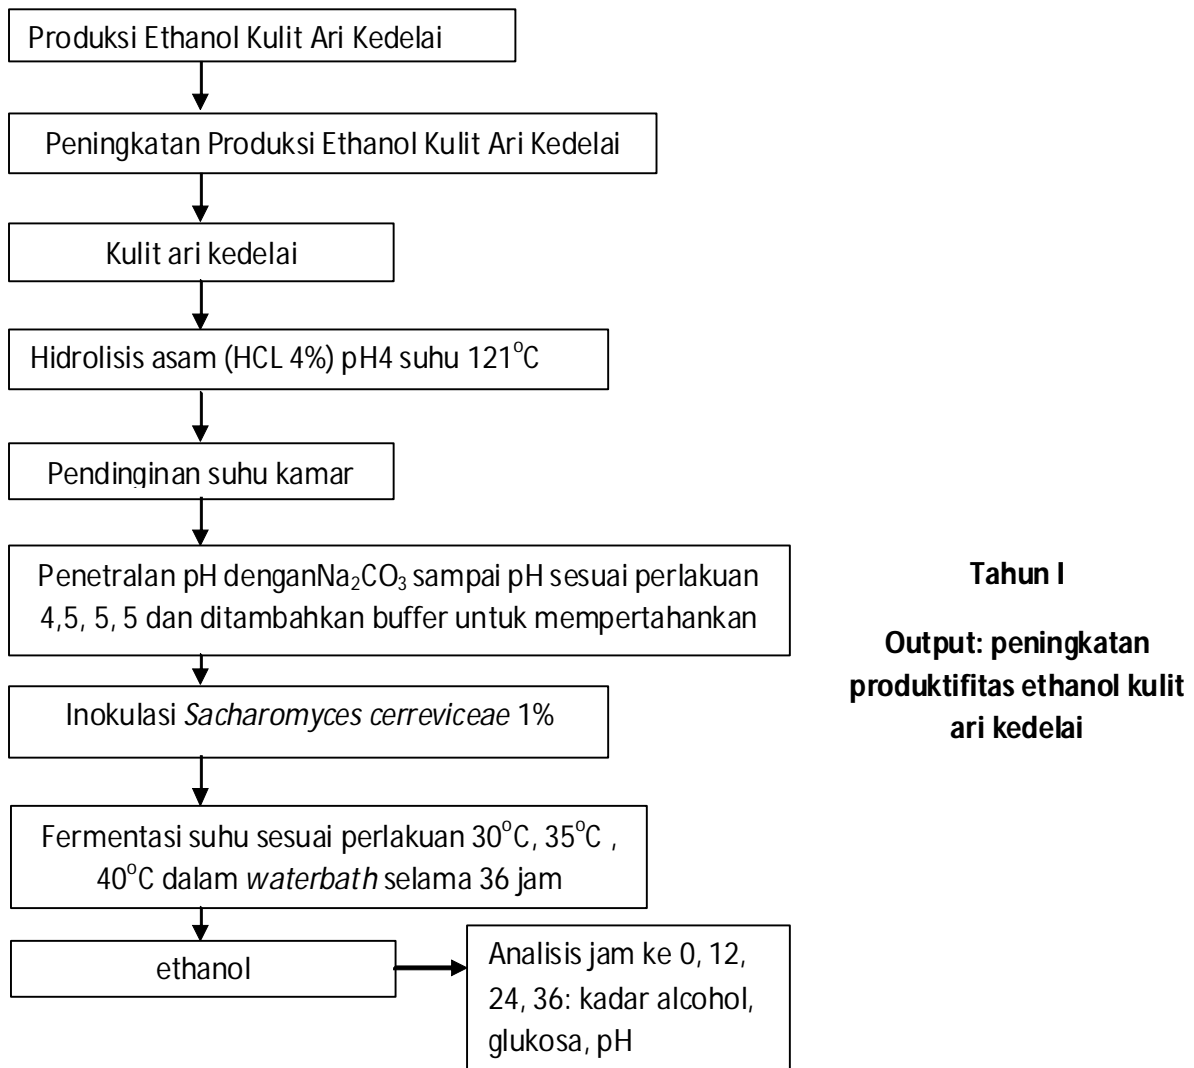 Produksi Ethanol Kulit Ari Kedelai
Peningkatan Produksi Ethanol Kulit Ari Kedelai
Kulit ari kedelai
Hidrolisis asam (HCL 4%) pH4 suhu 121°C
Pendinginan suhu kamar
Penetralan pH denganNa₂CO₃ sampai pH sesuai perlakuan
4,5, 5, 5 dan ditambahkan buffer untuk mempertahankan
Inokulasi Sacharomyces cerreviceae 1%
Fermentasi suhu sesuai perlakuan 30°C, 35°C ,
40°C dalam waterbath selama 36 jam
ethanol
Analisis jam ke 0, 12,
24, 36: kadar alcohol,
glukosa, pH
Tahun I
Output: peningkatan
produktifitas ethanol kulit
ari kedelai